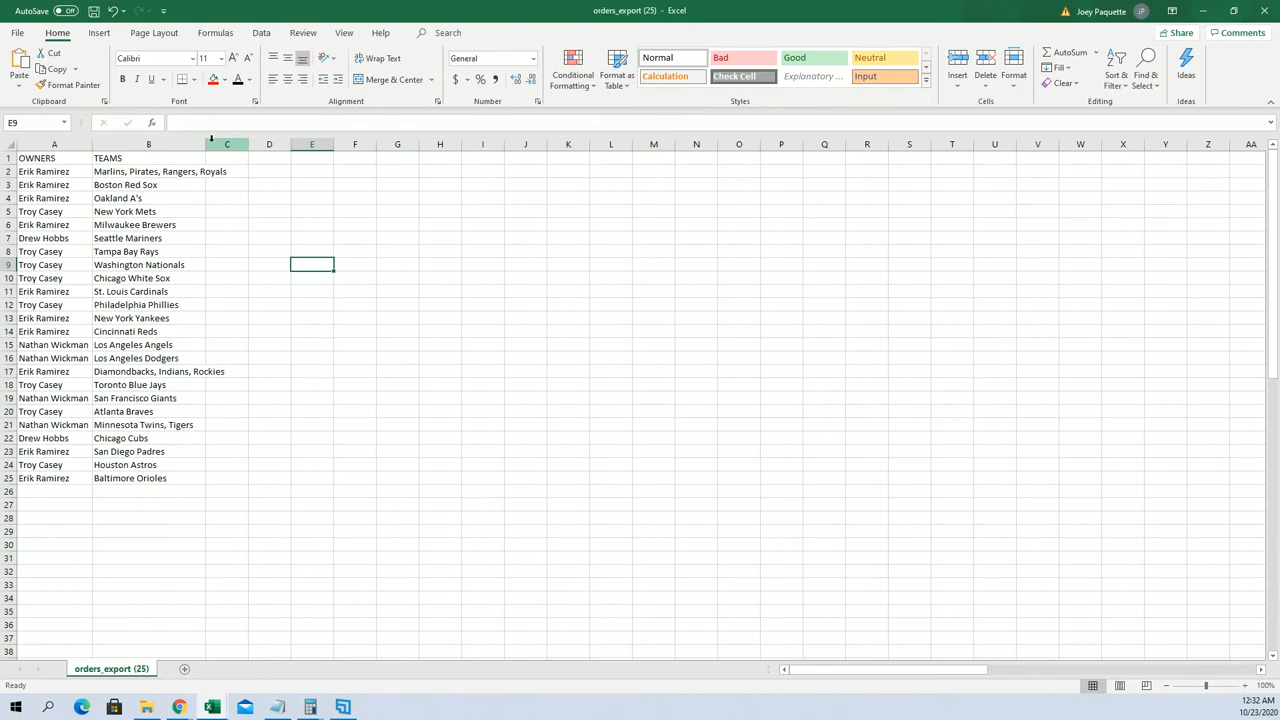 AutoSave Off
orders_export (25) - Excel
Joey Paquette JP
File Home Insert Page Layout Formulas Data Review View Help Search
Share Comments
Paste Cut Copy Format Painter
Calibri 11
B I U
Wrap Text
Merge & Center
General
$ % ,
Conditional Formatting
Format as Table
Normal Bad Good Neutral
Calculation Check Cell Explanatory ... Input
Insert Delete Format
AutoSum
Fill
Clear
Sort & Filter
Find & Select
Ideas
Clipboard Font Alignment Number Styles Cells Editing Ideas
E9 fx
A B C D E F G H I J K L M N O P Q R S T U V W X Y Z AA
1 OWNERS TEAMS
2 Erik Ramirez Marlins, Pirates, Rangers, Royals
3 Erik Ramirez Boston Red Sox
4 Erik Ramirez Oakland A's
5 Troy Casey New York Mets
6 Erik Ramirez Milwaukee Brewers
7 Drew Hobbs Seattle Mariners
8 Troy Casey Tampa Bay Rays
9 Troy Casey Washington Nationals
10 Troy Casey Chicago White Sox
11 Erik Ramirez St. Louis Cardinals
12 Troy Casey Philadelphia Phillies
13 Erik Ramirez New York Yankees
14 Erik Ramirez Cincinnati Reds
15 Nathan Wickman Los Angeles Angels
16 Nathan Wickman Los Angeles Dodgers
17 Erik Ramirez Diamondbacks, Indians, Rockies
18 Troy Casey Toronto Blue Jays
19 Nathan Wickman San Francisco Giants
20 Troy Casey Atlanta Braves
21 Nathan Wickman Minnesota Twins, Tigers
22 Drew Hobbs Chicago Cubs
23 Erik Ramirez San Diego Padres
24 Troy Casey Houston Astros
25 Erik Ramirez Baltimore Orioles
26
27
28
29
30
31
32
33
34
35
36
37
38
orders_export (25)
Ready
100%
12:32 AM
10/23/2020